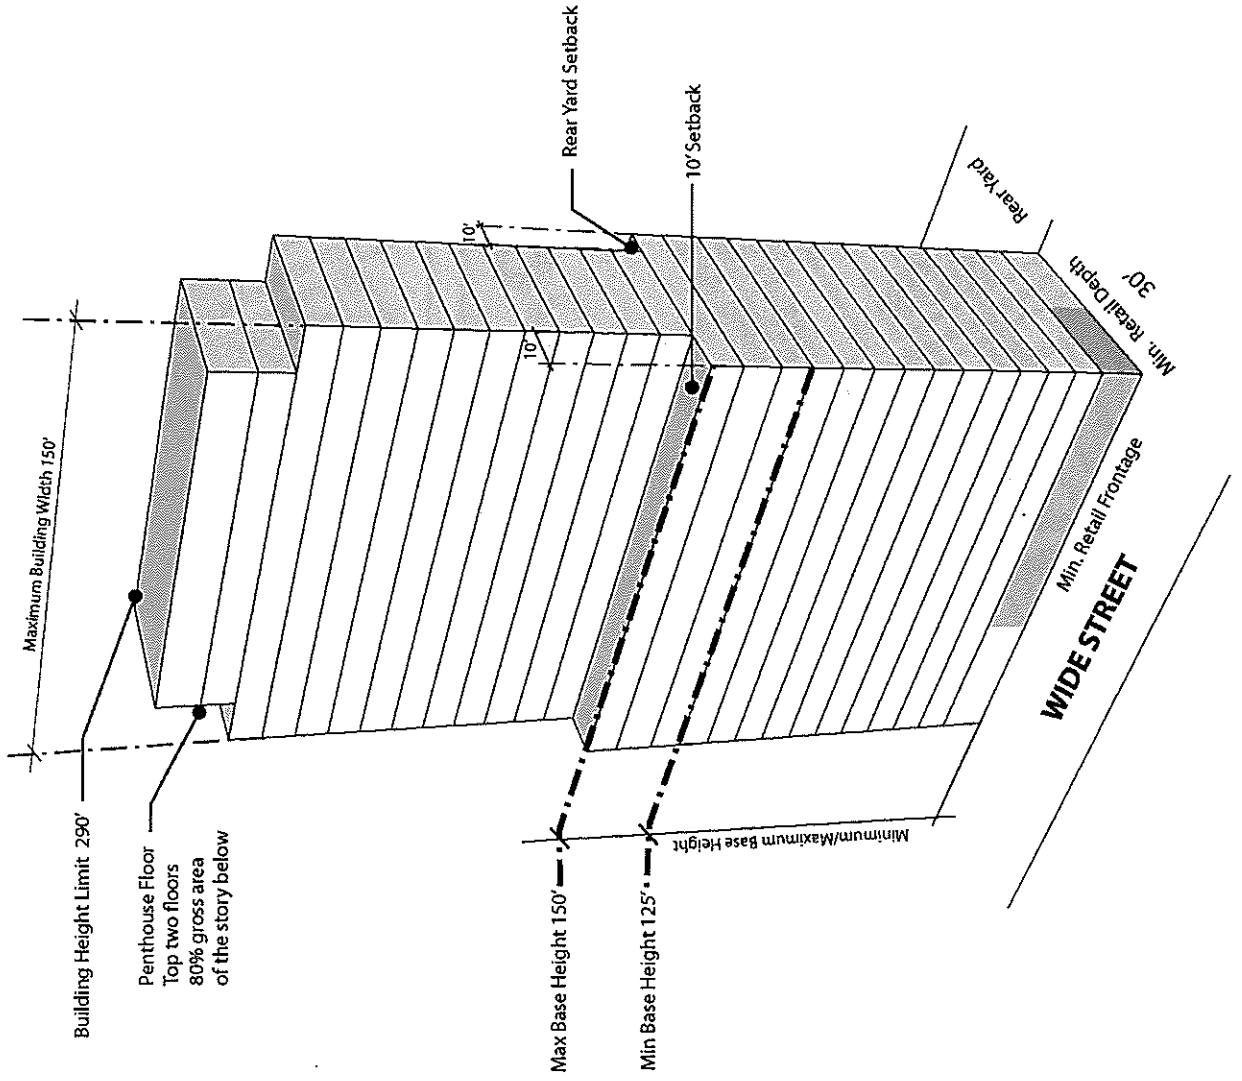 Maximum Building Width 150'
Building Height Limit 290'
Penthouse Floor
Top two floors
80% gross area
of the story below
Rear Yard Setback
10' Setback
10'
10'
Max Base Height 150'
Min Base Height 125'
Minimum/Maximum Base Height
Rear Yard
30'
Min. Retail Depth
Min. Retail Frontage
WIDE STREET